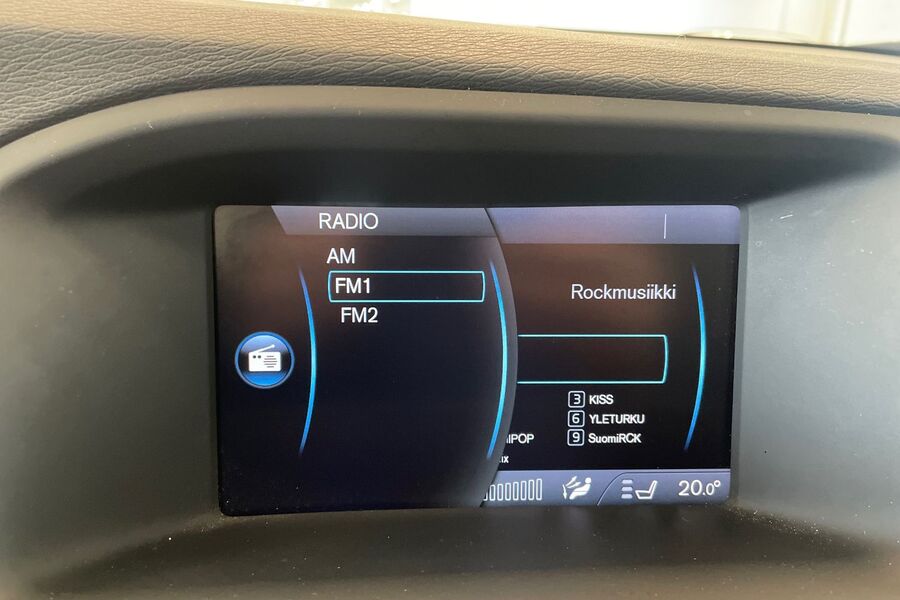 RADIO
AM
FM1
FM2
Rockmusiikki
3 KISS
6 YLETURKU
9 SuomiRCK
20.0°